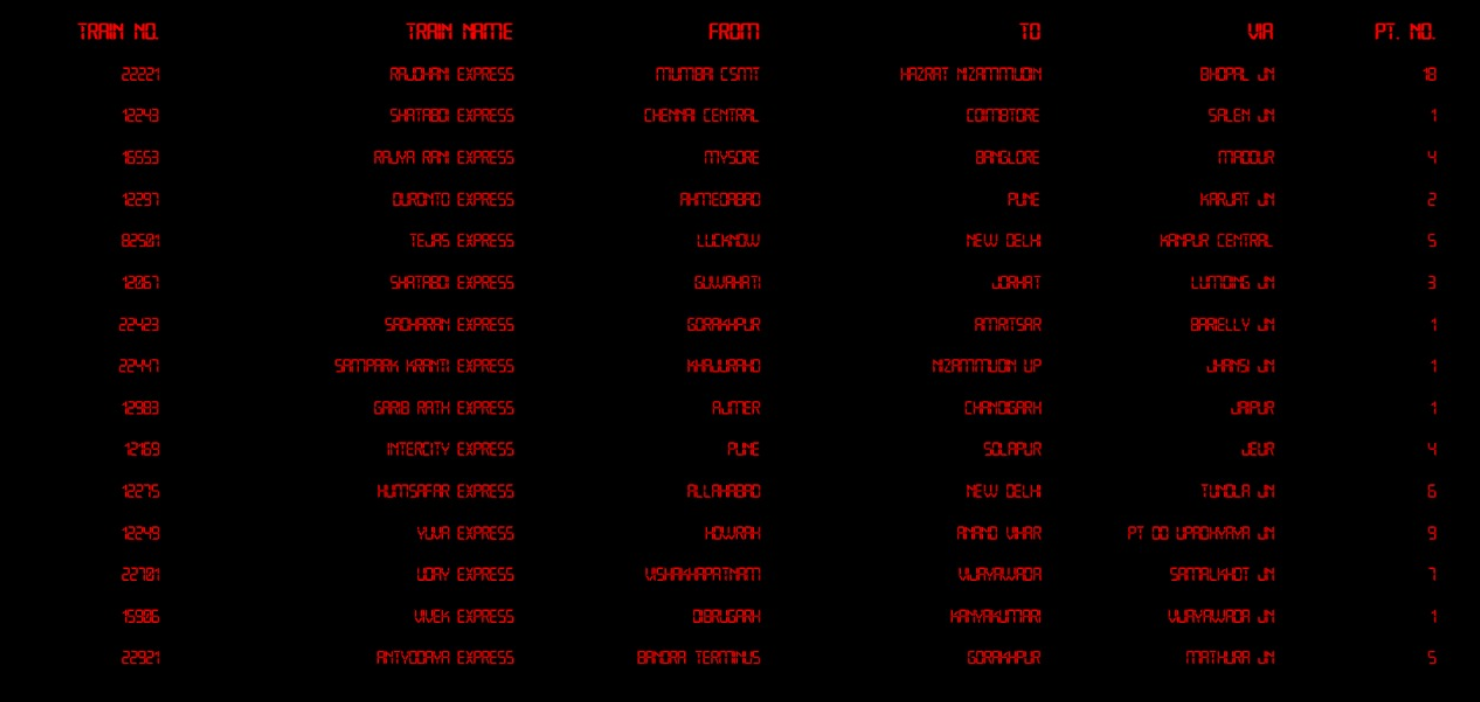 TRAIN NO. TRAIN NAME FROM TO VIA PT. NO.
22221 RAJDHANI EXPRESS MUMBAI CSMT HAZRAT NIZAMMUDIN BHOPAL JN 18
12243 SHATABDI EXPRESS CHENNAI CENTRAL COIMBTORE SALEM JN 1
16553 RAJYA RANI EXPRESS MYSORE BANGLORE MADDUR 4
12297 DURONTO EXPRESS AHMEDABAD PUNE KARJAT JN 2
82501 TEJAS EXPRESS LUCKNOW NEW DELHI KANPUR CENTRAL 5
12067 SHATABDI EXPRESS GUWAHATI JORHAT LUMDING JN 3
22423 SADHARAN EXPRESS GORAKHPUR AMRITSAR BARIELLY JN 1
22447 SAMPARK KRANTI EXPRESS KHAJURAHO NIZAMMUDIN UP JHANSI JN 1
12983 GARIB RATH EXPRESS AJMER CHANDIGARH JAIPUR 1
12169 INTERCITY EXPRESS PUNE SOLAPUR JEUR 4
12275 HUMSAFAR EXPRESS ALLAHABAD NEW DELHI TUNDLA JN 6
12249 YUVA EXPRESS HOWRAH ANAND VIHAR PT DD UPADHYAYA JN 9
22701 UDAY EXPRESS VISHAKHAPATNAM VIJAYAWADA SAMALKHOT JN 7
15906 VIVEK EXPRESS DIBRUGARH KANYAKUMARI VIJAYAWADA JN 1
22921 ANTYODAYA EXPRESS BANDRA TERMINUS GORAKHPUR MATHURA JN 5